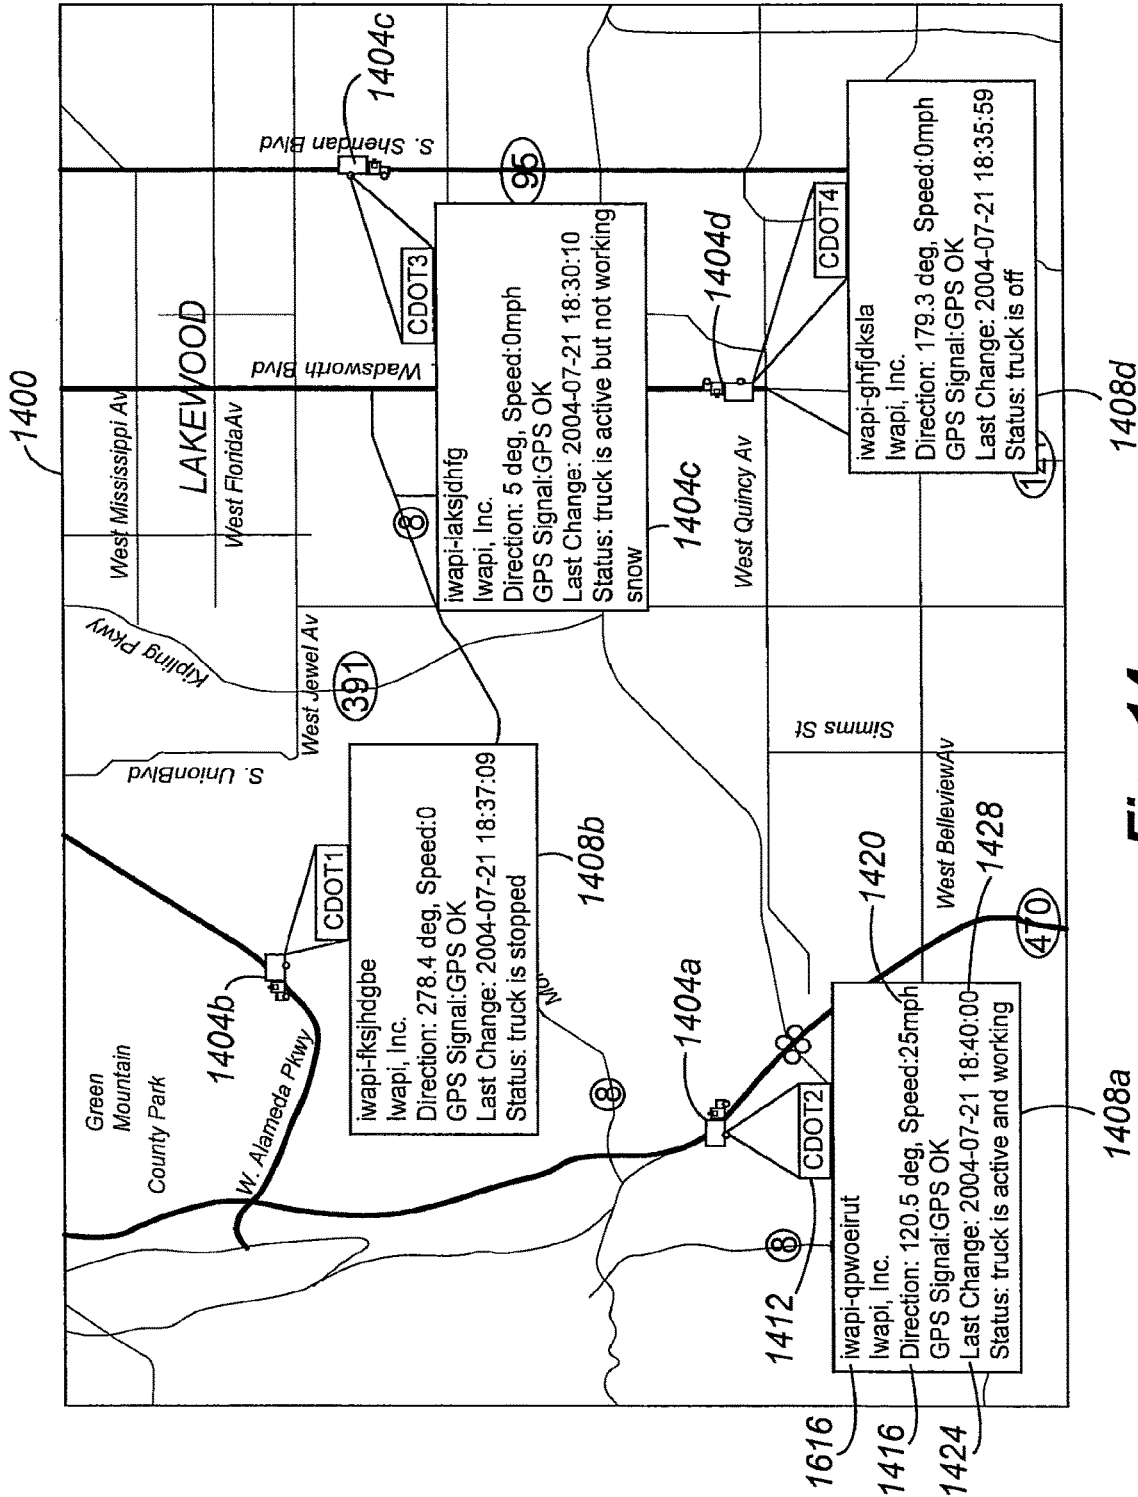 1400
West Mississippi Av
LAKEWOOD
West FloridaAv
Kipling Pkwy
S. UnionBlvd
West Jewel Av
391
8
. Wadsworth Blvd
S. Sheridan Blvd
1404c
95
CDOT3
iwapi-laksjdhfg
Iwapi, Inc.
Direction: 5 deg, Speed:0mph
GPS Signal:GPS OK
Last Change: 2004-07-21 18:30:10
Status: truck is active but not working
snow
1404c
Green
Mountain
County Park
W. Alameda Pkwy
1404b
CDOT1
iwapi-fksjhdgbe
Iwapi, Inc.
Direction: 278.4 deg, Speed:0
GPS Signal:GPS OK
Last Change: 2004-07-21 18:37:09
Status: truck is stopped
1408b
8
1404a
CDOT2
1412
8
1616
iwapi-qpwoeirut
Iwapi, Inc.
1416
Direction: 120.5 deg, Speed:25mph
1420
GPS Signal:GPS OK
1424
Last Change: 2004-07-21 18:40:00
1428
Status: truck is active and working
1408a
470
West BelleviewAv
Simms St
West Quincy Av
1404d
CDOT4
iwapi-ghfjdksla
Iwapi, Inc.
Direction: 179.3 deg, Speed:0mph
GPS Signal:GPS OK
Last Change: 2004-07-21 18:35:59
Status: truck is off
1408d